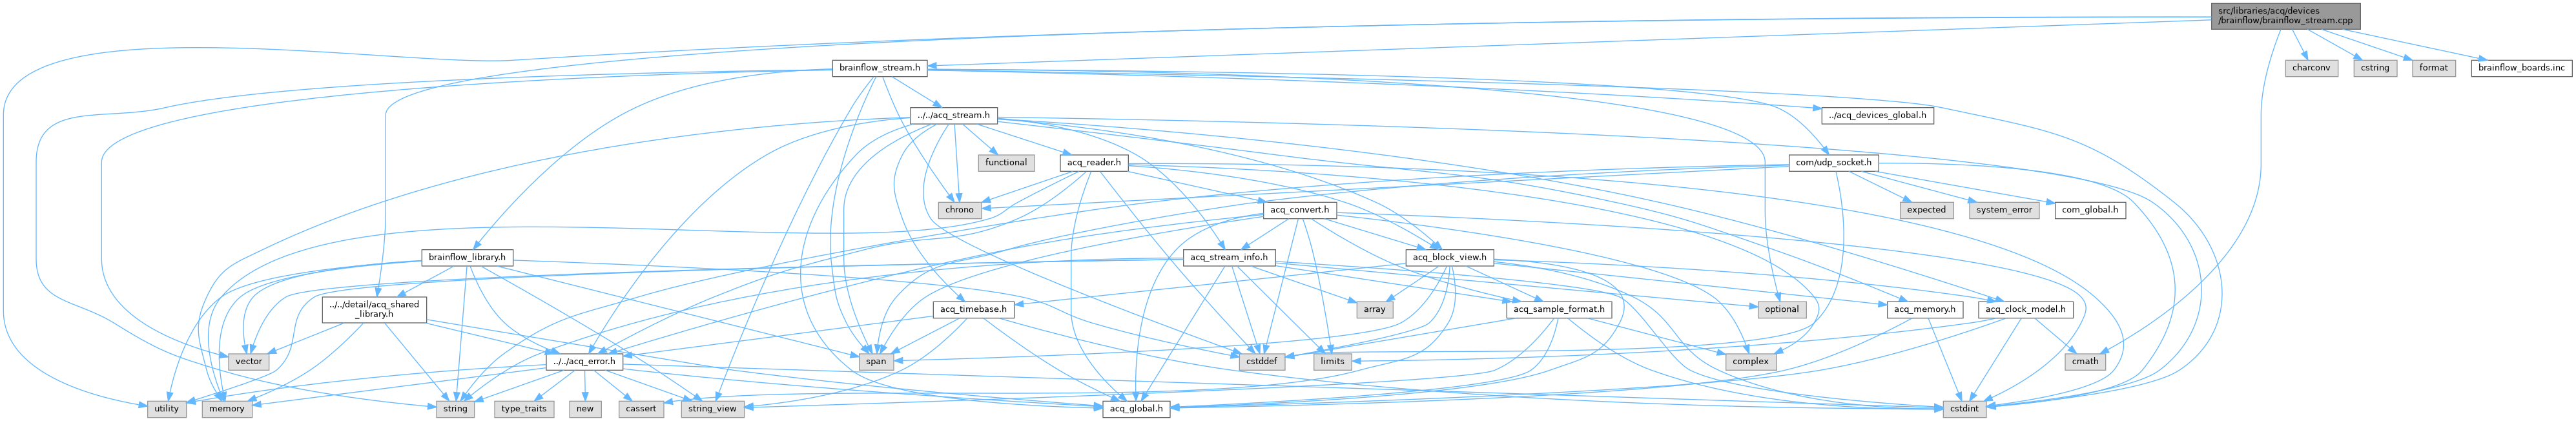 src/libraries/acq/devices
/brainflow/brainflow_stream.cpp
brainflow_stream.h
charconv
cstring
format
brainflow_boards.inc
../../acq_stream.h
../acq_devices_global.h
functional
acq_reader.h
com/udp_socket.h
chrono
acq_convert.h
expected
system_error
com_global.h
brainflow_library.h
acq_stream_info.h
acq_block_view.h
../../detail/acq_shared
_library.h
acq_timebase.h
array
acq_sample_format.h
optional
acq_memory.h
acq_clock_model.h
vector
../../acq_error.h
span
cstddef
limits
complex
cmath
utility
memory
string
type_traits
new
cassert
string_view
acq_global.h
cstdint